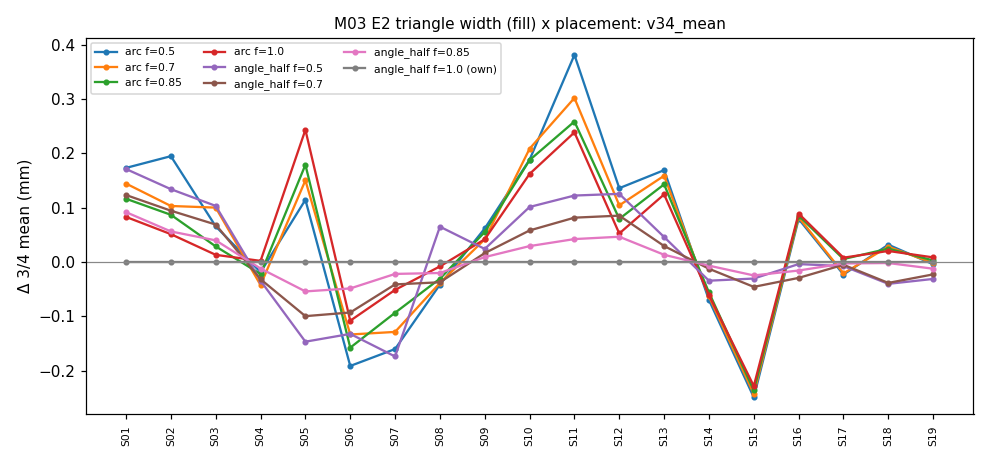 M03 E2 triangle width (fill) x placement: v34_mean
Δ 3/4 mean (mm)
0.4
0.3
0.2
0.1
0.0
−0.1
−0.2
arc f=0.5
arc f=0.7
arc f=0.85
arc f=1.0
angle_half f=0.5
angle_half f=0.7
angle_half f=0.85
angle_half f=1.0 (own)
S01
S02
S03
S04
S05
S06
S07
S08
S09
S10
S11
S12
S13
S14
S15
S16
S17
S18
S19